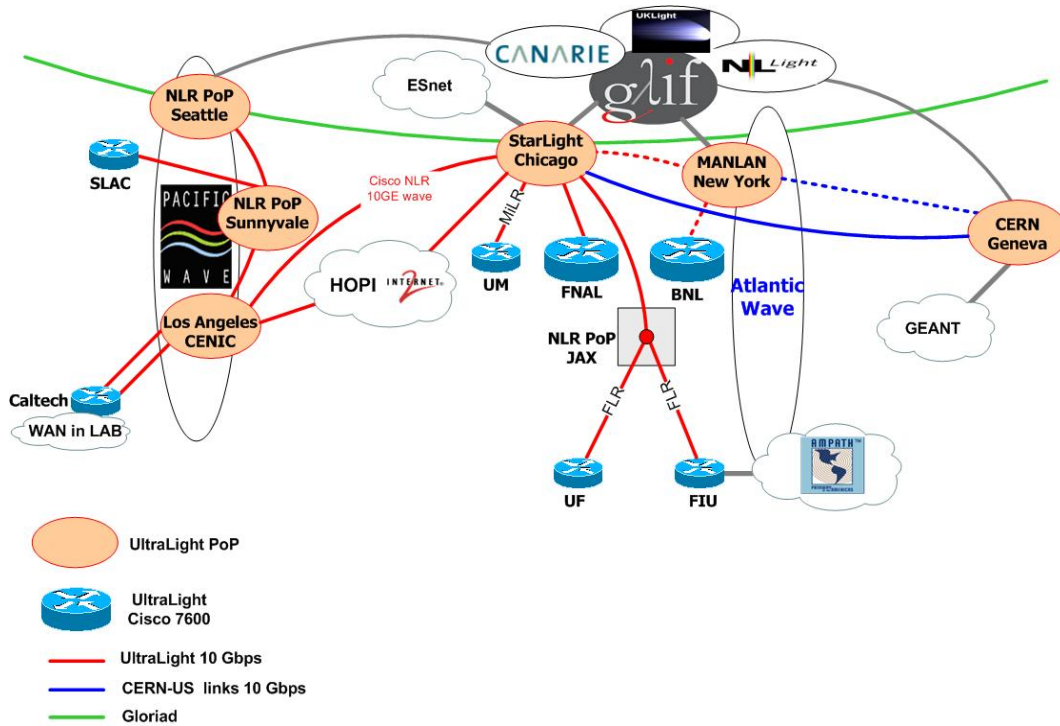 UKLight
CANARIE
NLLight
glif
ESnet
NLR PoP
Seattle
StarLight
Chicago
MANLAN
New York
SLAC
PACIFIC
WAVE
NLR PoP
Sunnyvale
Cisco NLR
10GE wave
MiLR
CERN
Geneva
HOPI
INTERNET
2
UM
FNAL
BNL
Atlantic
Wave
GEANT
Los Angeles
CENIC
NLR PoP
JAX
Caltech
WAN in LAB
FLR
FLR
AMPATH™
UF
FIU
UltraLight PoP
UltraLight
Cisco 7600
UltraLight 10 Gbps
CERN-US links 10 Gbps
Gloriad